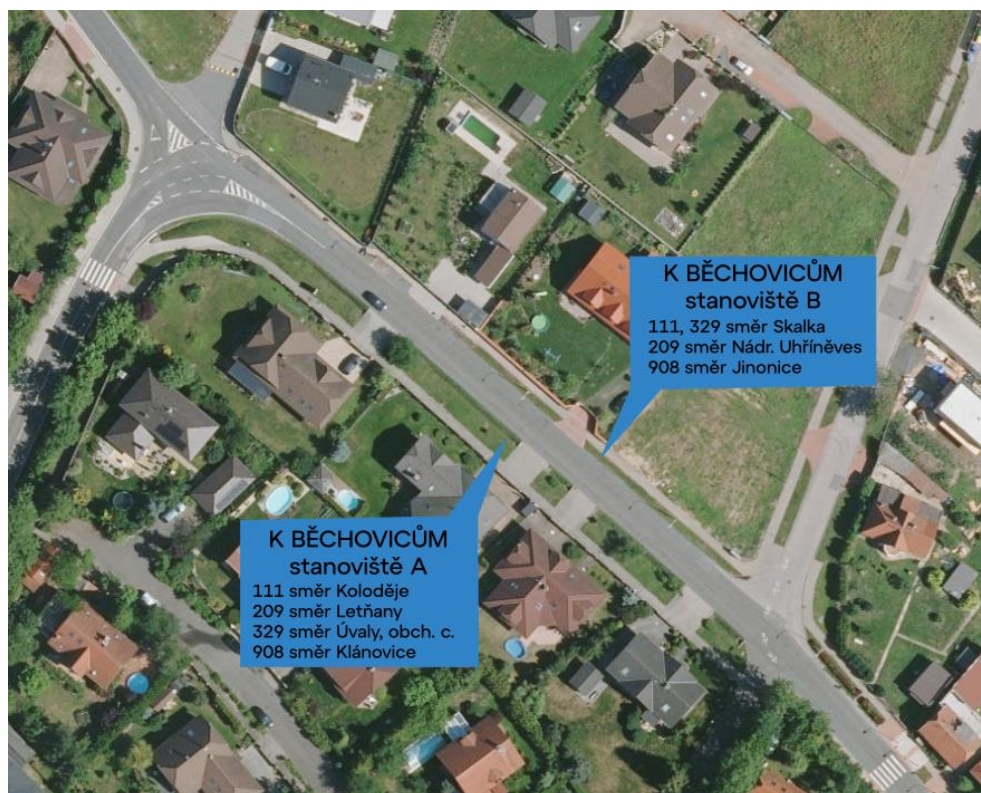 K BĚCHOVICŮM
stanoviště B
111, 329 směr Skalka
209 směr Nádr. Uhříněves
908 směr Jinonice
K BĚCHOVICŮM
stanoviště A
111 směr Koloděje
209 směr Letňany
329 směr Úvaly, obch. c.
908 směr Klánovice